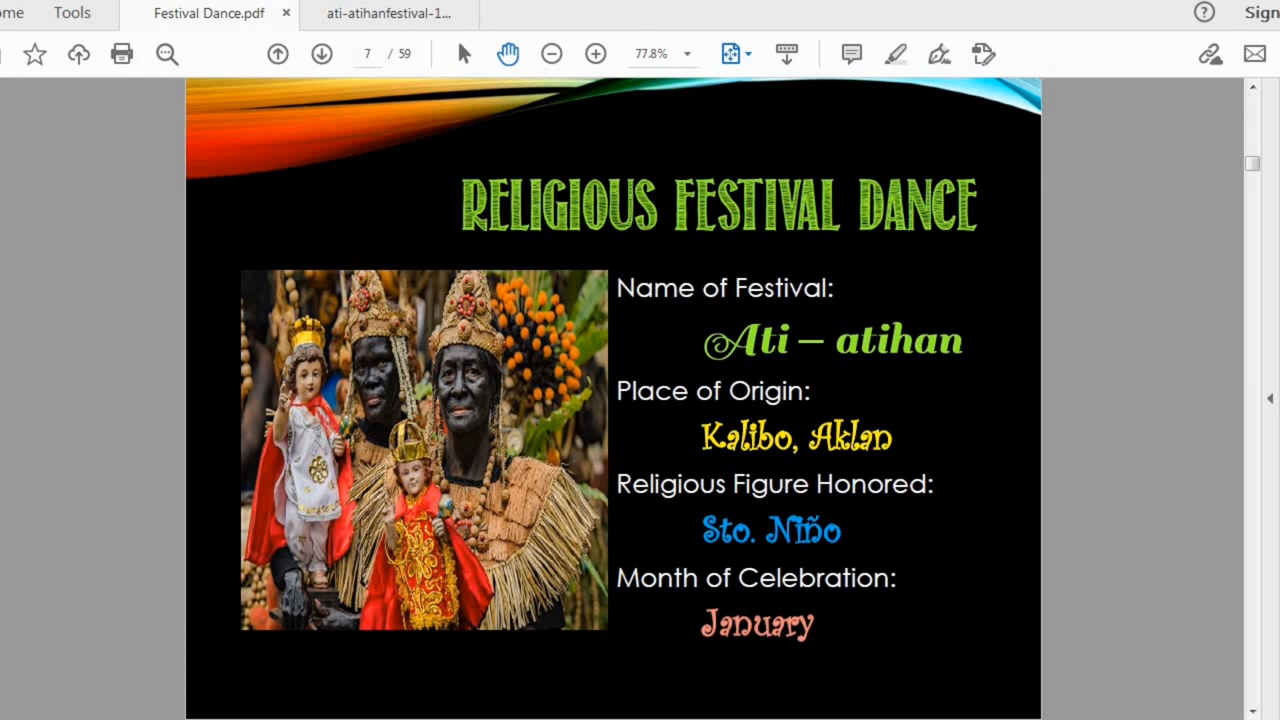 ome
Tools
Festival Dance.pdf
ati-atihanfestival-1...
Sign
7 / 59
77.8%
RELIGIOUS FESTIVAL DANCE
Name of Festival:
Ati – atihan
Place of Origin:
Kalibo, Aklan
Religious Figure Honored:
Sto. Niño
Month of Celebration:
January